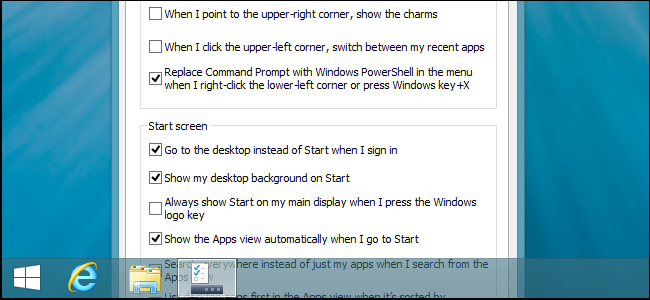 When I point to the upper-right corner, show the charms
When I click the upper-left corner, switch between my recent apps
Replace Command Prompt with Windows PowerShell in the menu
when I right-click the lower-left corner or press Windows key+X
Start screen
Go to the desktop instead of Start when I sign in
Show my desktop background on Start
Always show Start on my main display when I press the Windows
logo key
Show the Apps view automatically when I go to Start
Search everywhere instead of just my apps when I search from the
Apps view
first in the Apps view when it's sorted by